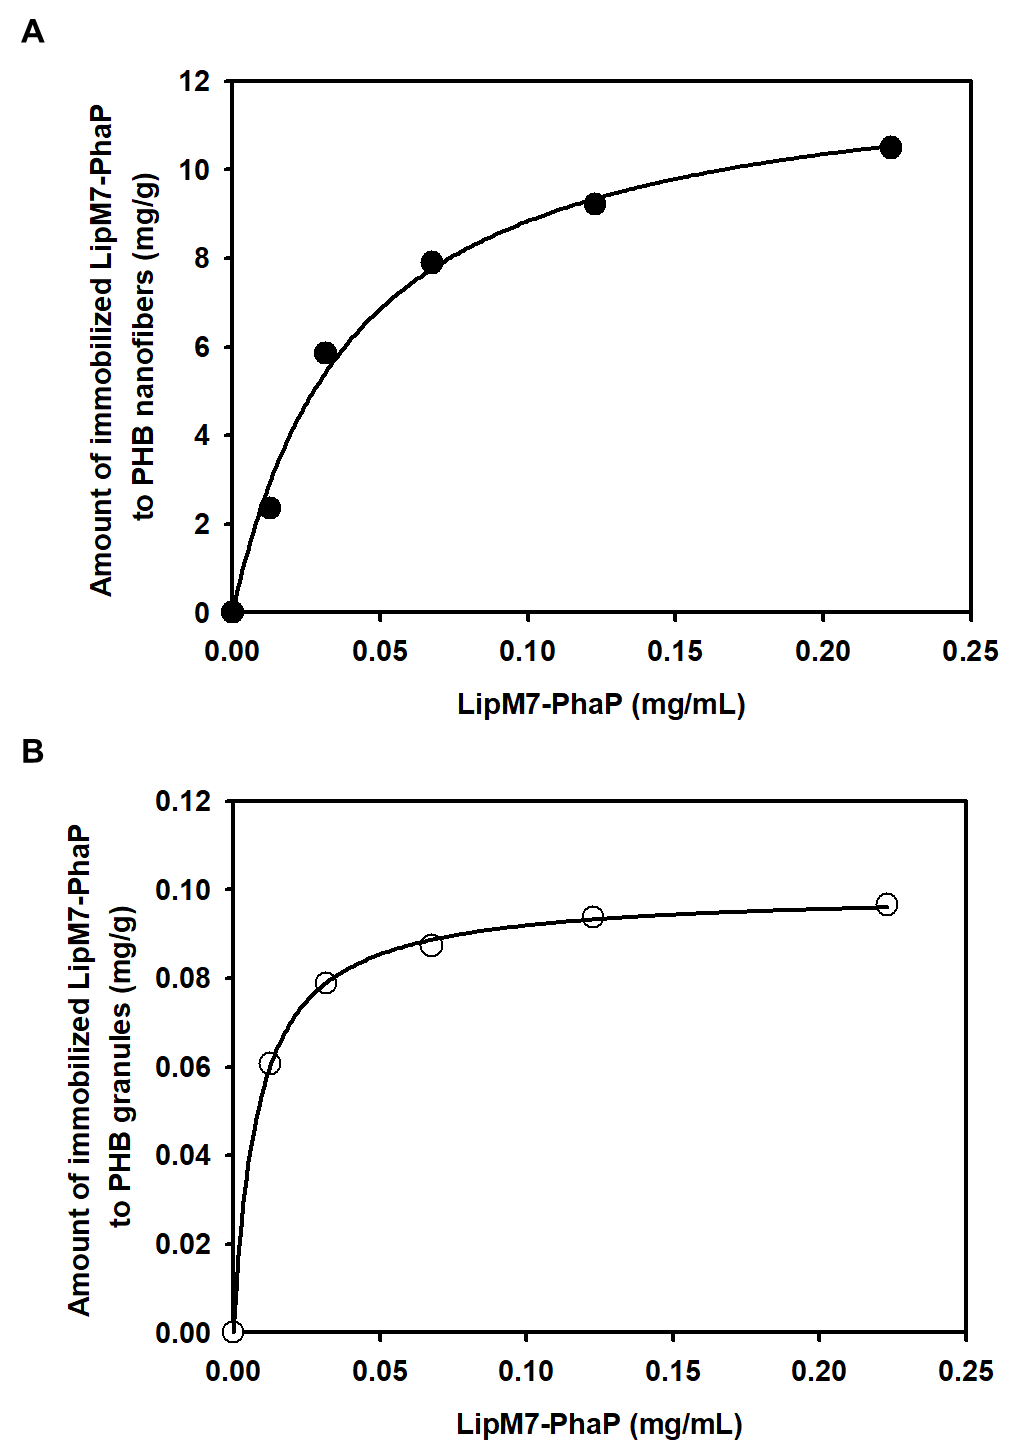 A
Amount of immobilized LipM7-PhaP
to PHB nanofibers (mg/g)
12
10
8
6
4
2
0
0.00 0.05 0.10 0.15 0.20 0.25
LipM7-PhaP (mg/mL)
B
Amount of immobilized LipM7-PhaP
to PHB granules (mg/g)
0.12
0.10
0.08
0.06
0.04
0.02
0.00
0.00 0.05 0.10 0.15 0.20 0.25
LipM7-PhaP (mg/mL)